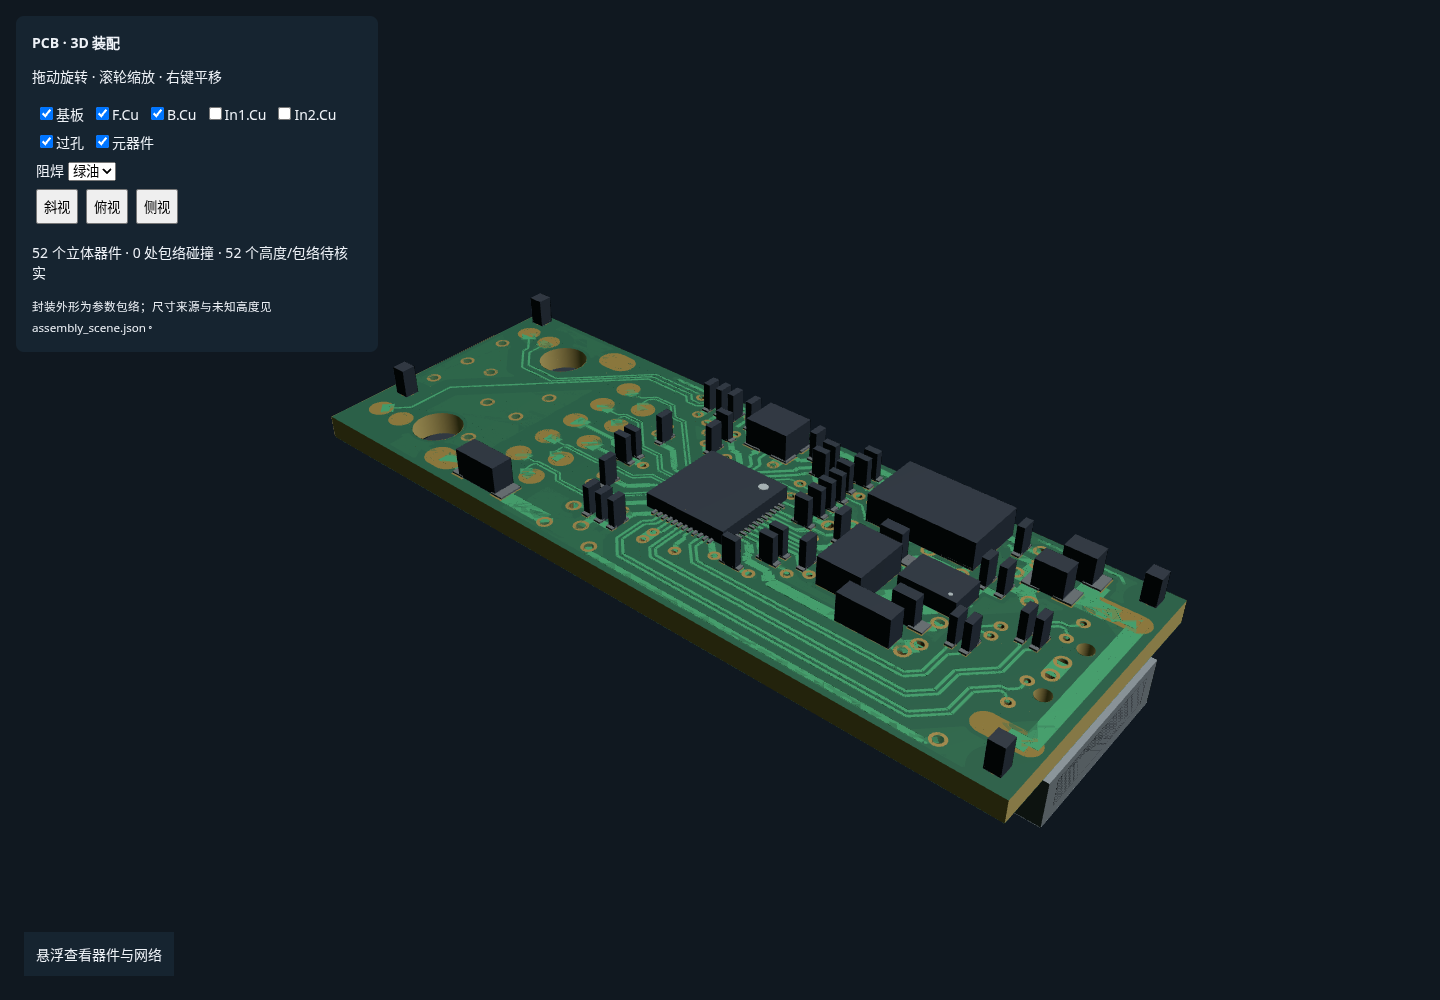 PCB · 3D 装配
拖动旋转 · 滚轮缩放 · 右键平移
基板 F.Cu B.Cu In1.Cu In2.Cu
过孔 元器件
阻焊 绿油
斜视 俯视 侧视
52 个立体器件 · 0 处包络碰撞 · 52 个高度/包络待核
实
封装外形为参数包络；尺寸来源与未知高度见
assembly_scene.json。
悬浮查看器件与网络